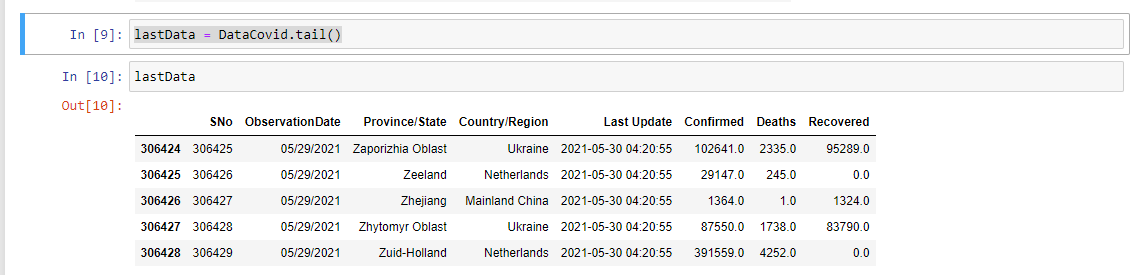 In [9]: lastData = DataCovid.tail()
In [10]: lastData
Out[10]:
SNo ObservationDate Province/State Country/Region Last Update Confirmed Deaths Recovered
306424 306425 05/29/2021 Zaporizhia Oblast Ukraine 2021-05-30 04:20:55 102641.0 2335.0 95289.0
306425 306426 05/29/2021 Zeeland Netherlands 2021-05-30 04:20:55 29147.0 245.0 0.0
306426 306427 05/29/2021 Zhejiang Mainland China 2021-05-30 04:20:55 1364.0 1.0 1324.0
306427 306428 05/29/2021 Zhytomyr Oblast Ukraine 2021-05-30 04:20:55 87550.0 1738.0 83790.0
306428 306429 05/29/2021 Zuid-Holland Netherlands 2021-05-30 04:20:55 391559.0 4252.0 0.0